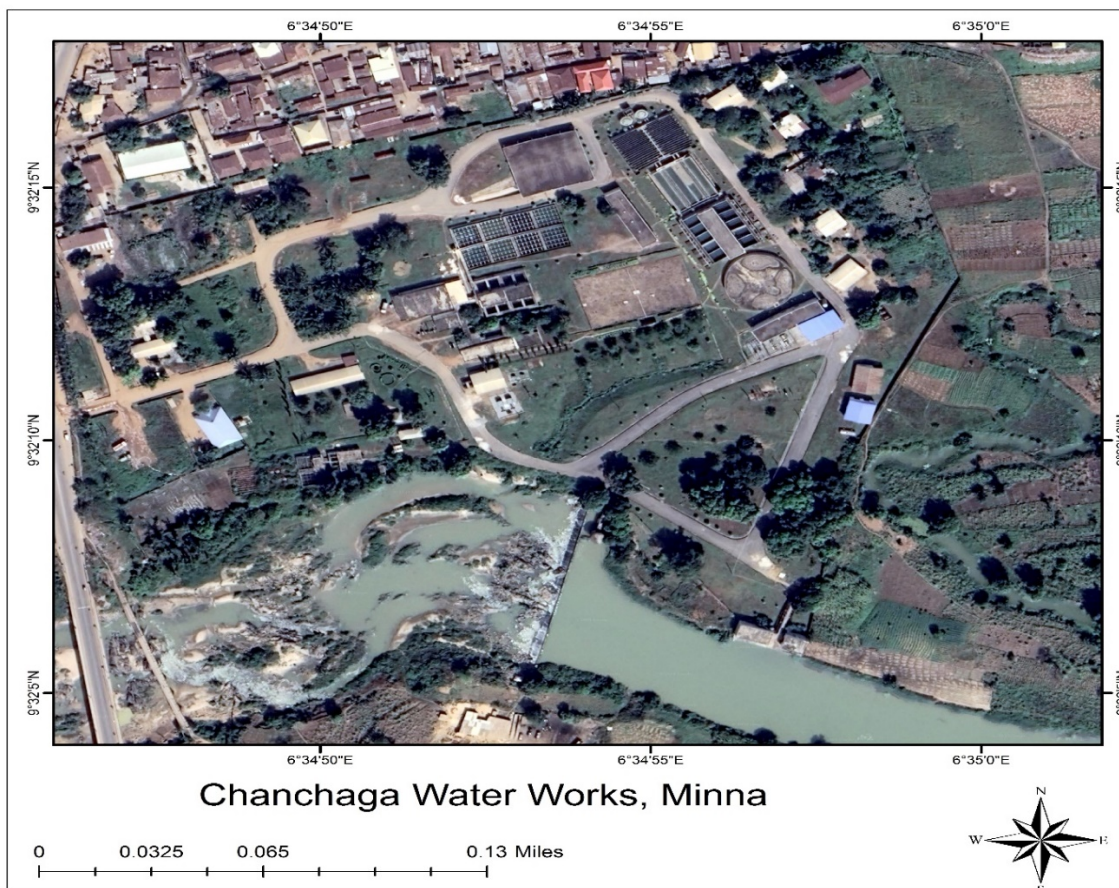 6°34'50"E 6°34'55"E 6°35'0"E
9°32'15"N
9°32'10"N
9°32'5"N
6°34'50"E 6°34'55"E 6°35'0"E
Chanchaga Water Works, Minna
0 0.0325 0.065 0.13 Miles
N
W E